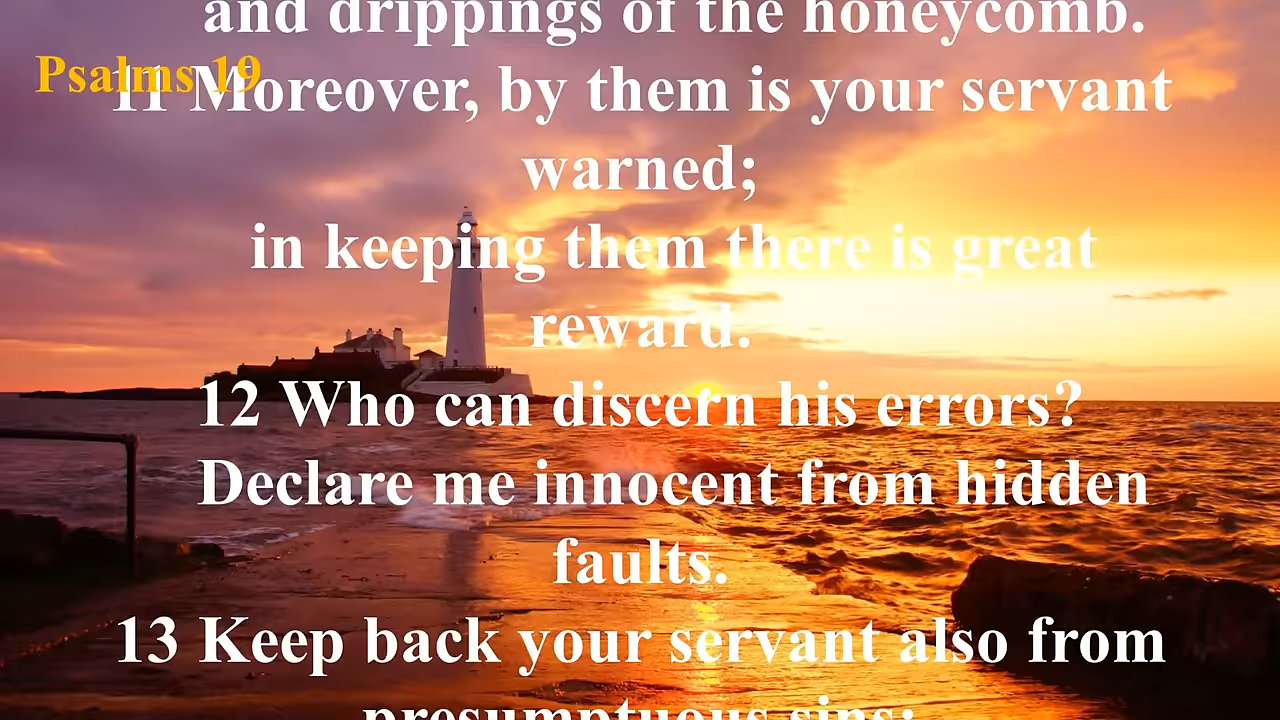 and drippings of the honeycomb.
Psalms 19
11 Moreover, by them is your servant
warned;
in keeping them there is great
reward.
12 Who can discern his errors?
Declare me innocent from hidden
faults.
13 Keep back your servant also from
presumptuous sins;